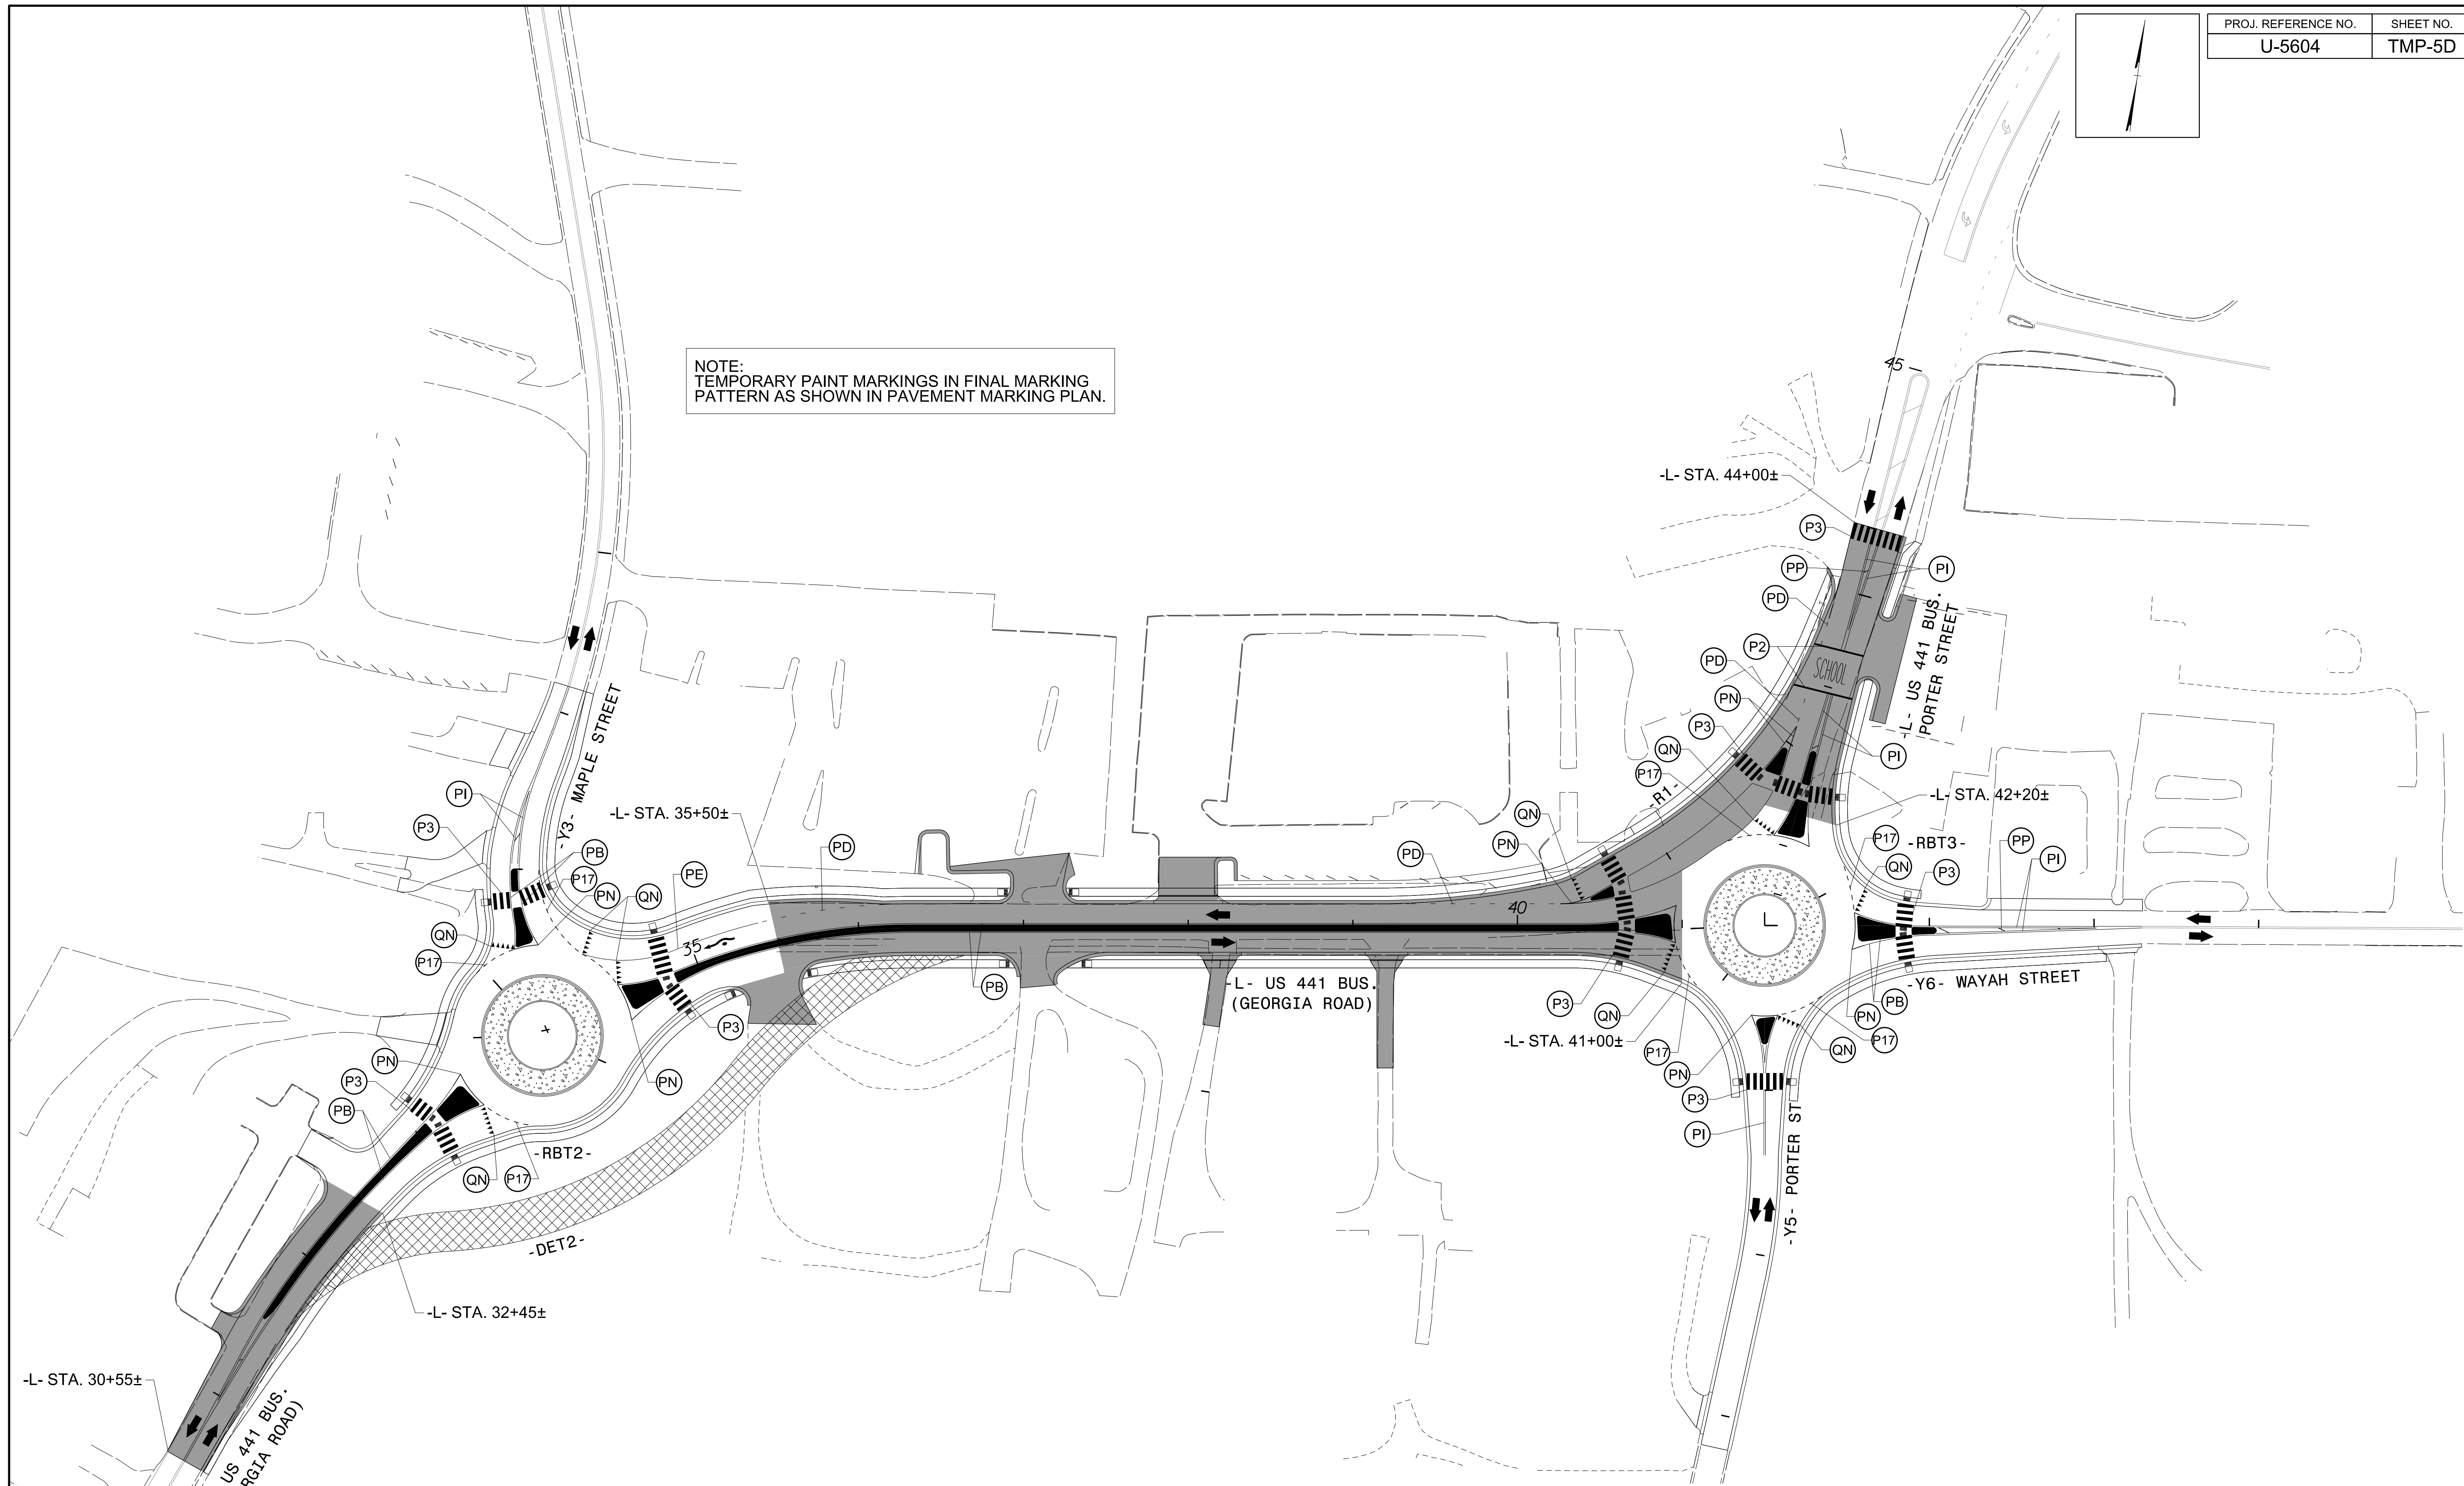 PROJ. REFERENCE NO.
SHEET NO.
U-5604
TMP-5D
NOTE:
TEMPORARY PAINT MARKINGS IN FINAL MARKING
PATTERN AS SHOWN IN PAVEMENT MARKING PLAN.
45
-L- STA. 44+00±
P3
PP
PI
PD
P2
SCHOOL
PD
PN
P3
QN
P17
-L- US 441 BUS.
PORTER STREET
PI
-R1-
-L- STA. 42+20±
-Y3- MAPLE STREET
PI
P3
-L- STA. 35+50±
PB
P17
PN
QN
PE
PD
QN
PN
PD
P17
-RBT3-
QN
P3
PP
PI
QN
P17
35
40
PB
-L- US 441 BUS.
(GEORGIA ROAD)
P3
QN
-L- STA. 41+00±
P17
PN
P3
PI
-Y6- WAYAH STREET
PB
PN
P17
QN
-Y5- PORTER ST
P3
PN
PN
P3
PB
-RBT2-
QN
P17
-DET2-
-L- STA. 32+45±
-L- STA. 30+55±
US 441 BUS.
RGIA ROAD)